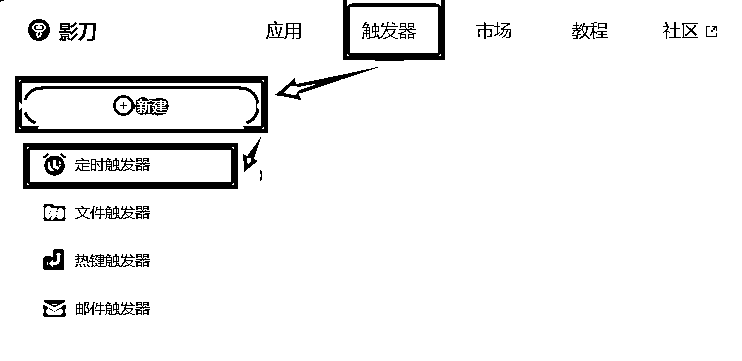 影刀 应用 触发器 市场 教程 社区
新建
定时触发器
文件触发器
热键触发器
邮件触发器